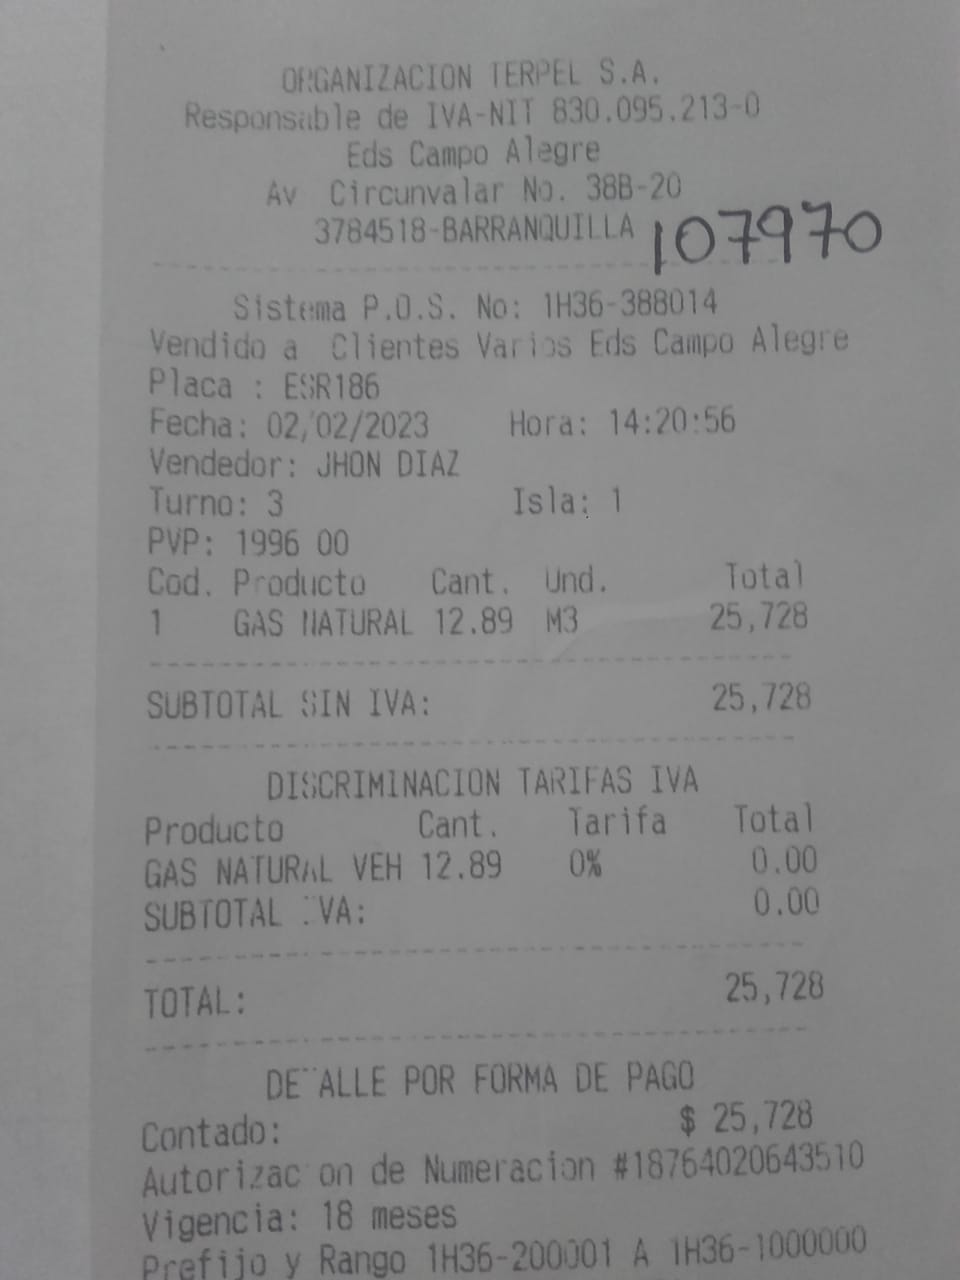 ORGANIZACION TERPEL S.A.
Responsable de IVA-NIT 830.095.213-0
Eds Campo Alegre
Av Circunvalar No. 38B-20
3784518-BARRANQUILLA 107970
Sistema P.O.S. No: 1H36-388014
Vendido a Clientes Varios Eds Campo Alegre
Placa : ESR186
Fecha: 02/02/2023 Hora: 14:20:56
Vendedor: JHON DIAZ
Turno: 3 Isla: 1
PVP: 1996 00
Cod. Producto Cant. Und. Total
1 GAS NATURAL 12.89 M3 25,728
SUBTOTAL SIN IVA: 25,728
DISCRIMINACION TARIFAS IVA
Producto Cant. Tarifa Total
GAS NATURAL VEH 12.89 0% 0.00
SUBTOTAL IVA: 0.00
TOTAL: 25,728
DETALLE POR FORMA DE PAGO
Contado: $ 25,728
Autorizacion de Numeracion #18764020643510
Vigencia: 18 meses
Prefijo y Rango 1H36-200001 A 1H36-1000000